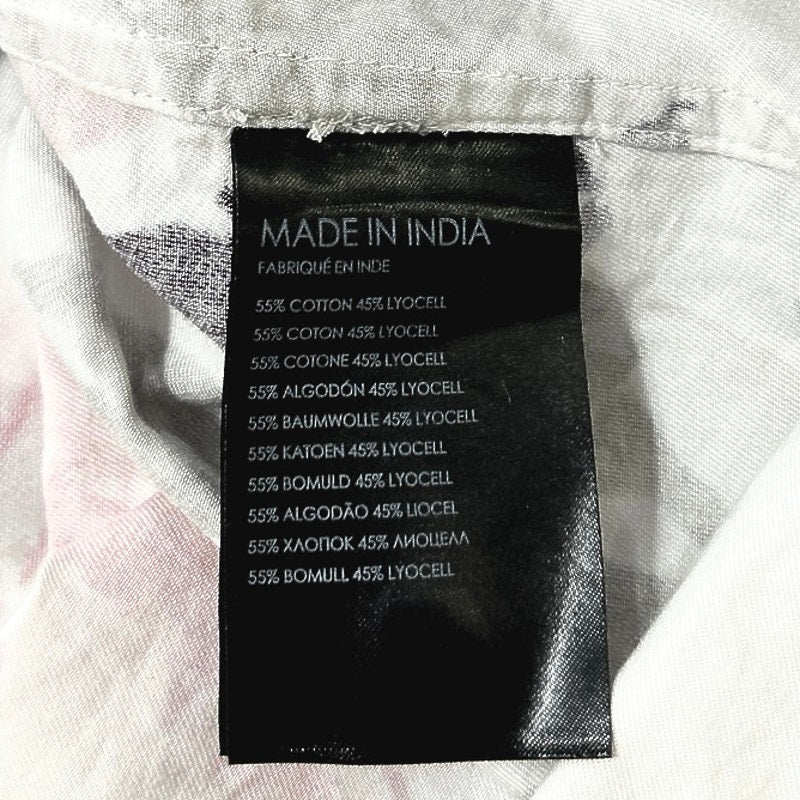 MADE IN INDIA
FABRIQUÉ EN INDE
55% COTTON 45% LYOCELL
55% COTON 45% LYOCELL
55% COTONE 45% LYOCELL
55% ALGODÓN 45% LYOCELL
55% BAUMWOLLE 45% LYOCELL
55% KATOEN 45% LYOCELL
55% BOMULD 45% LYOCELL
55% ALGODÃO 45% LIOCEL
55% ХЛОПОК 45% ЛИОЦЕЛЛ
55% BOMULL 45% LYOCELL